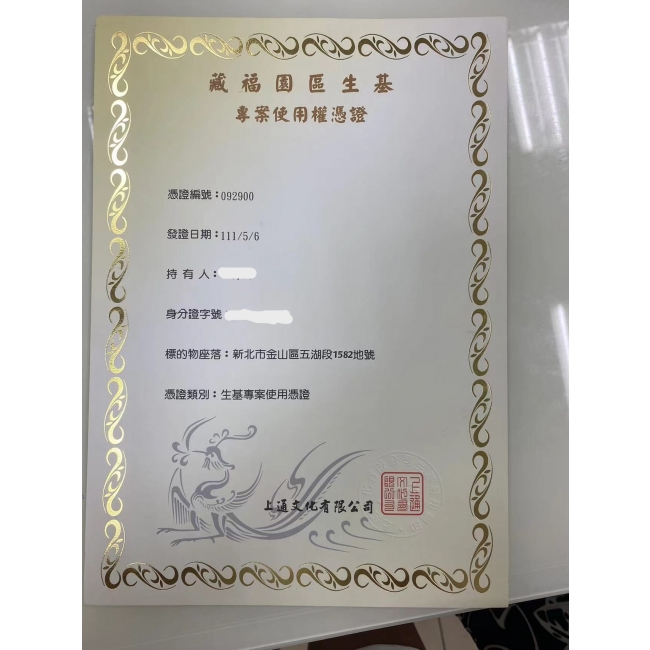 藏福園區生基
專案使用權憑證
憑證編號：092900
發證日期：111/5/6
持有人：
身分證字號
標的物座落：新北市金山區五湖段1582地號
憑證類別：生基專案使用憑證
上通文化有限公司